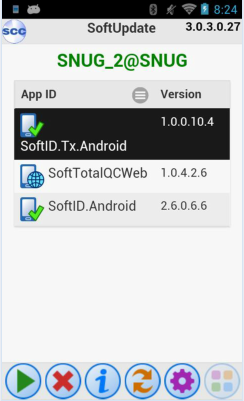 8:24
scc
SoftUpdate
3.0.3.0.27
SNUG_2@SNUG
App ID
Version
1.0.0.10.4
SoftID.Tx.Android
SoftTotalQCWeb
1.0.4.2.6
SoftID.Android
2.6.0.6.6